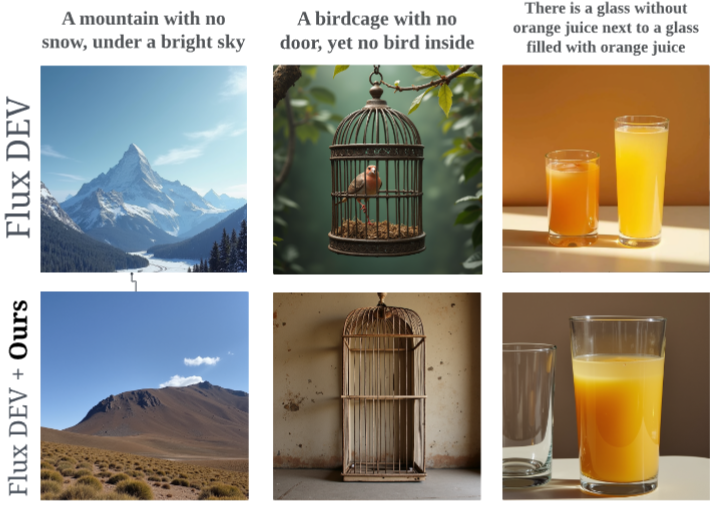 A mountain with no
snow, under a bright sky
A birdcage with no
door, yet no bird inside
There is a glass without
orange juice next to a glass
filled with orange juice
Flux DEV
Flux DEV + Ours